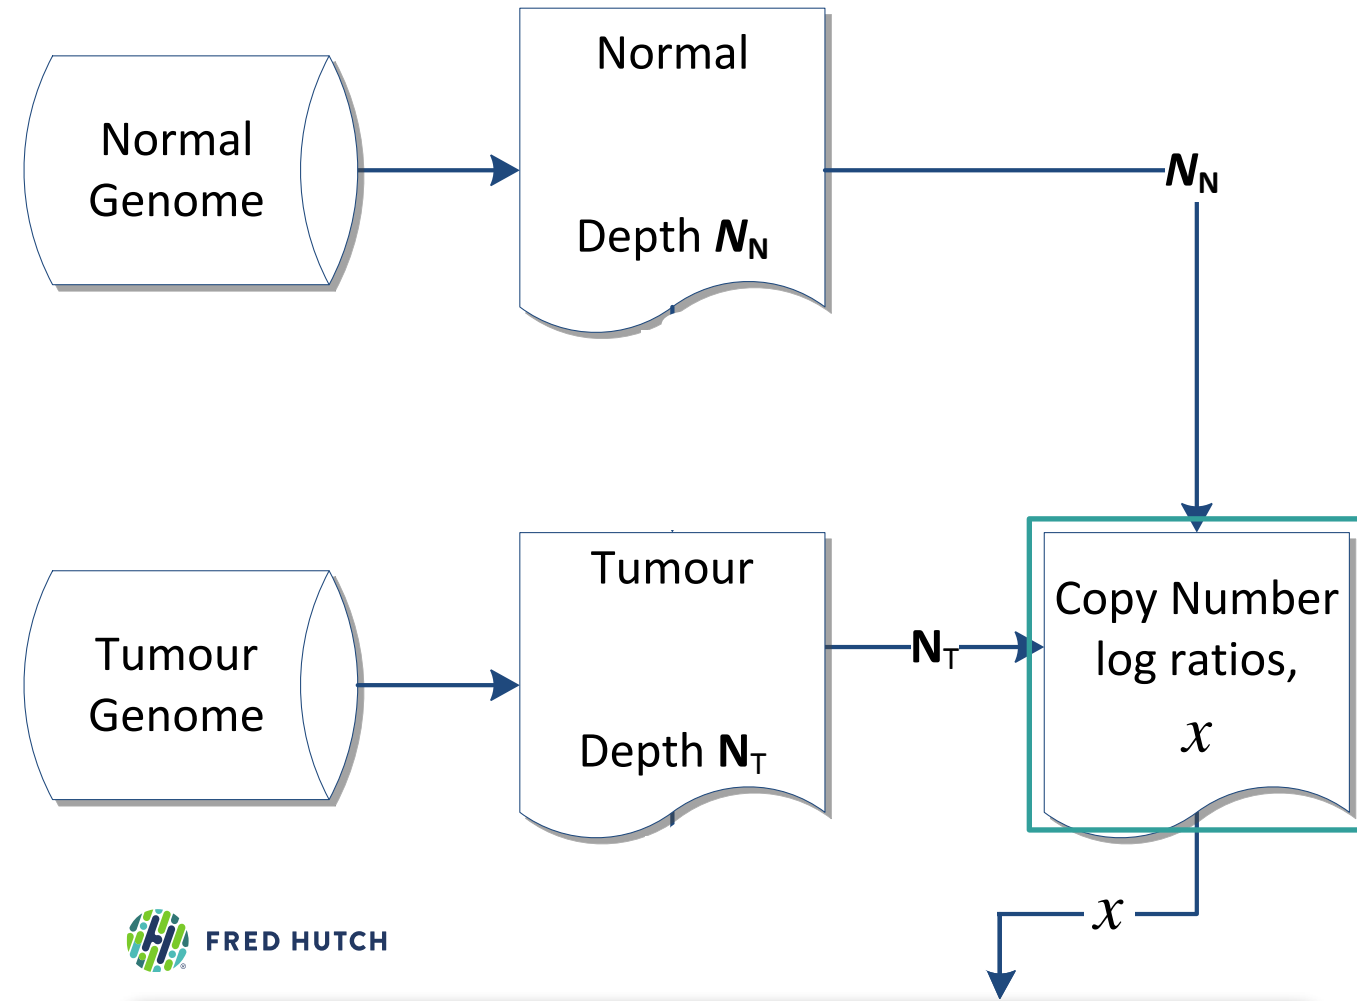 Normal
Genome
Normal
Depth N_N
N_N
Tumour
Genome
Tumour
Depth N_T
N_T
Copy Number
log ratios,
x
x
FRED HUTCH
®